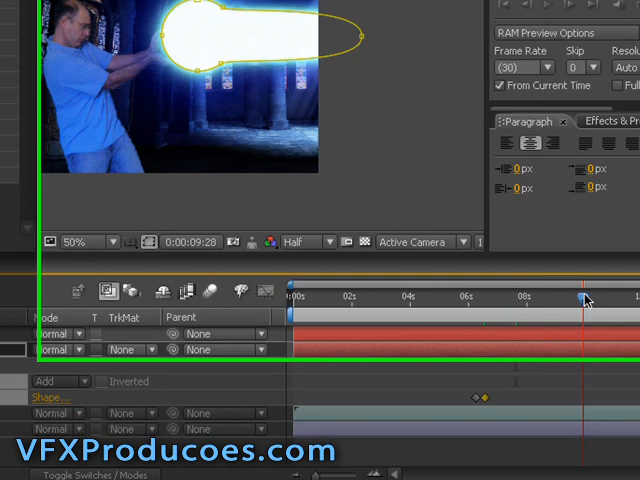 RAM Preview Options
Frame Rate Skip Reso
(30) 0 Auto
From Current Time Full
Paragraph x Effects & Pr
0 px 0 px
0 px 0 px
50% 0:00:09:28 Half Active Camera 1
:00s 02s 04s 06s 08s
Mode T TrkMat Parent
Normal None
Normal None None
Add Inverted
Shape...
Normal None None
Normal None None
VFXProducoes.com
Toggle Switches / Modes